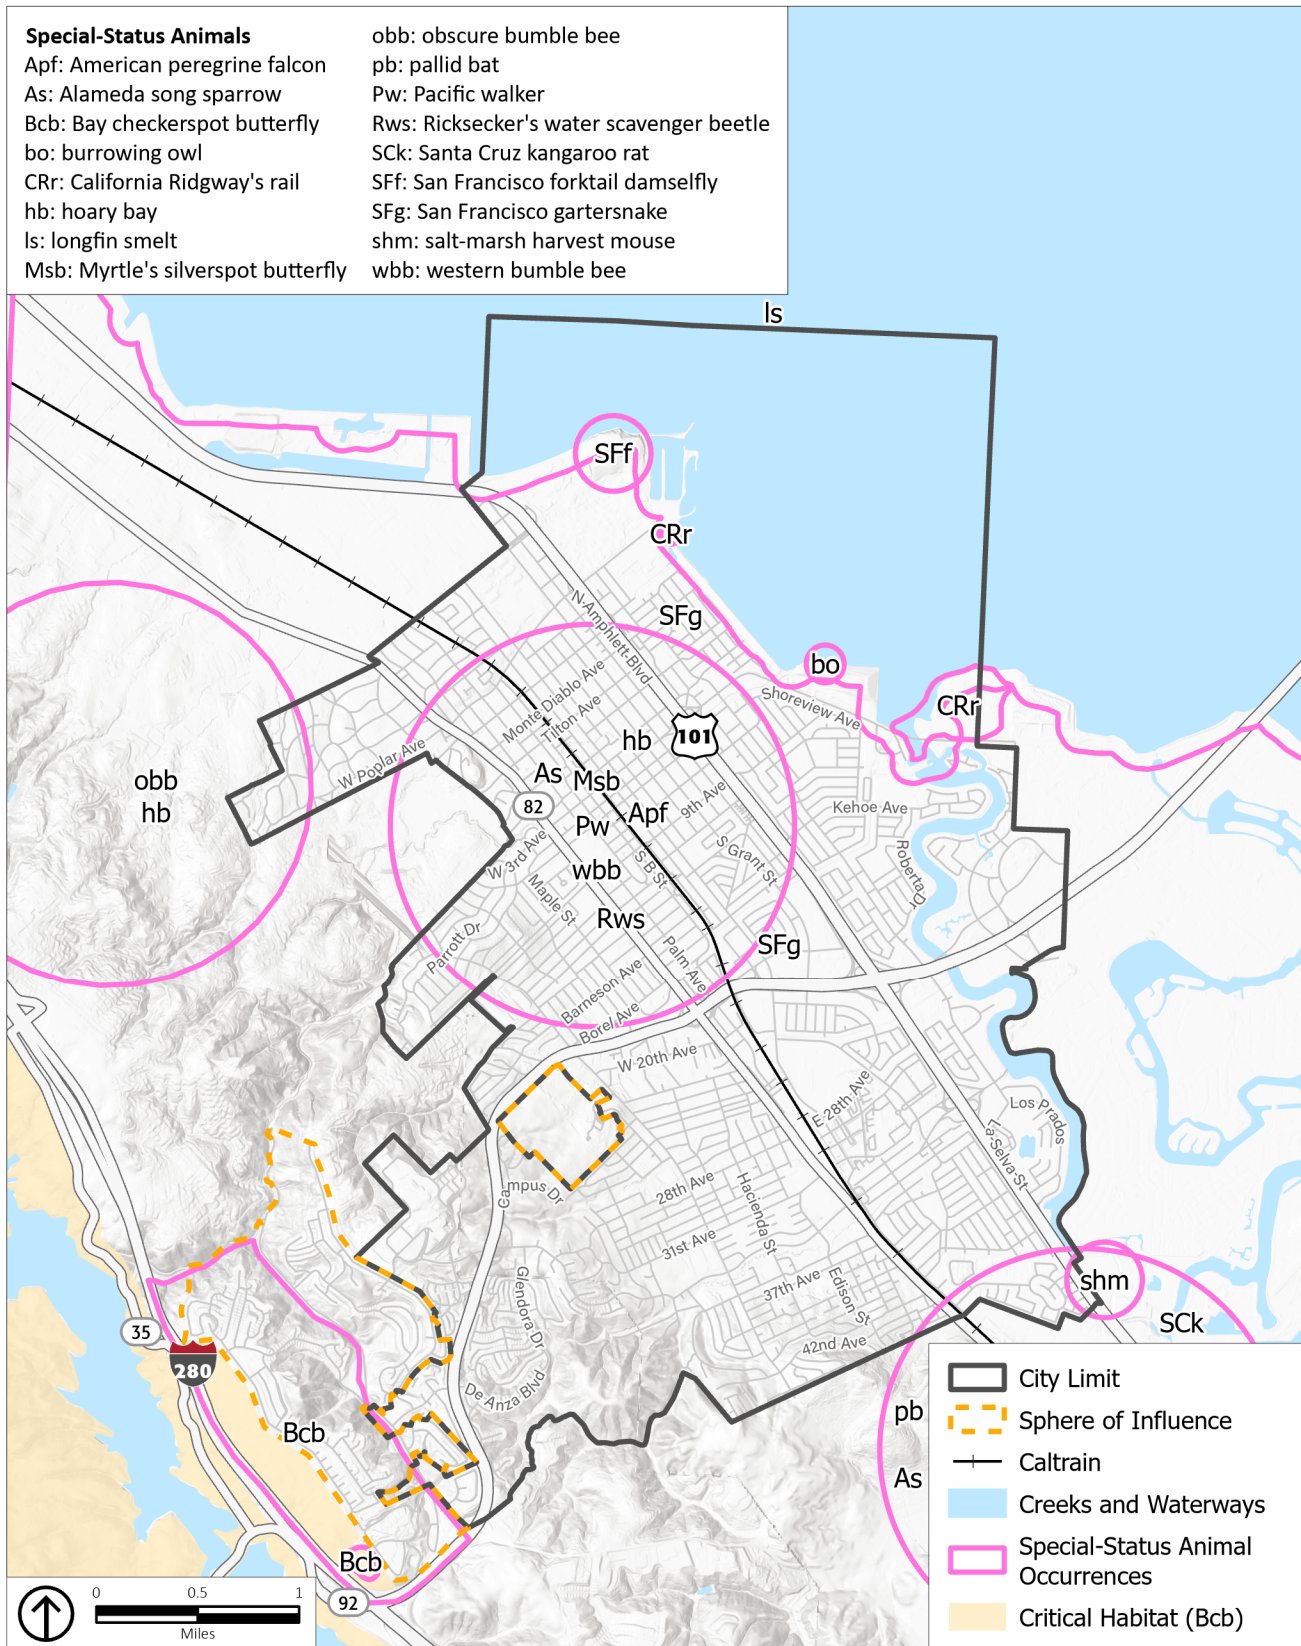 Special-Status Animals
Apf: American peregrine falcon
As: Alameda song sparrow
Bcb: Bay checkerspot butterfly
bo: burrowing owl
CRr: California Ridgway's rail
hb: hoary bay
ls: longfin smelt
Msb: Myrtle's silverspot butterfly
obb: obscure bumble bee
pb: pallid bat
Pw: Pacific walker
Rws: Ricksecker's water scavenger beetle
SCk: Santa Cruz kangaroo rat
SFf: San Francisco forktail damselfly
SFg: San Francisco gartersnake
shm: salt-marsh harvest mouse
wbb: western bumble bee
ls
SFf
CRr
N Amphlett Blvd
SFg
bo
Monte Diablo Ave
Tilton Ave
Shoreview Ave
CRr
hb
101
W Poplar Ave
As
Msb
obb
hb
82
9th Ave
Kehoe Ave
Apf
Pw
W 3rd Ave
S B St
S Grant St
Roberta Dr
wbb
Maple St
Rws
Parrott Dr
Palm Ave
SFg
Barneson Ave
Borel Ave
W 20th Ave
E 28th Ave
Los Prados
La Selva St
Campus Dr
28th Ave
Hacienda St
31st Ave
Glendora Dr
37th Ave
Edison St
shm
SCk
35
280
42nd Ave
De Anza Blvd
Bcb
pb
As
Bcb
92
0 0.5 1
Miles
City Limit
Sphere of Influence
Caltrain
Creeks and Waterways
Special-Status Animal
Occurrences
Critical Habitat (Bcb)